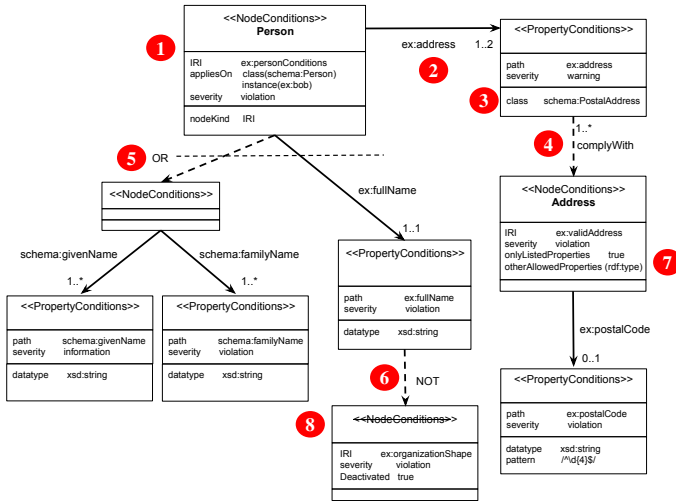 <<NodeConditions>>
Person
IRI ex:personConditions
appliesOn class(schema:Person)
instance(ex:bob)
severity violation
nodeKind IRI
1
ex:address
1..2
2
<<PropertyConditions>>
path ex:address
severity warning
class schema:PostalAddress
3
1..*
complyWith
4
5
OR
<<NodeConditions>>
ex:fullName
1..1
<<NodeConditions>>
Address
IRI ex:validAddress
severity violation
onlyListedProperties true
otherAllowedProperties (rdf:type)
7
schema:givenName
1..*
schema:familyName
1..*
<<PropertyConditions>>
path schema:givenName
severity information
datatype xsd:string
<<PropertyConditions>>
path schema:familyName
severity violation
datatype xsd:string
<<PropertyConditions>>
path ex:fullName
severity violation
datatype xsd:string
6
NOT
8
<<NodeConditions>>
IRI ex:organizationShape
severity violation
Deactivated true
ex:postalCode
0..1
<<PropertyConditions>>
path ex:postalCode
severity violation
datatype xsd:string
pattern /^\d{4}$/